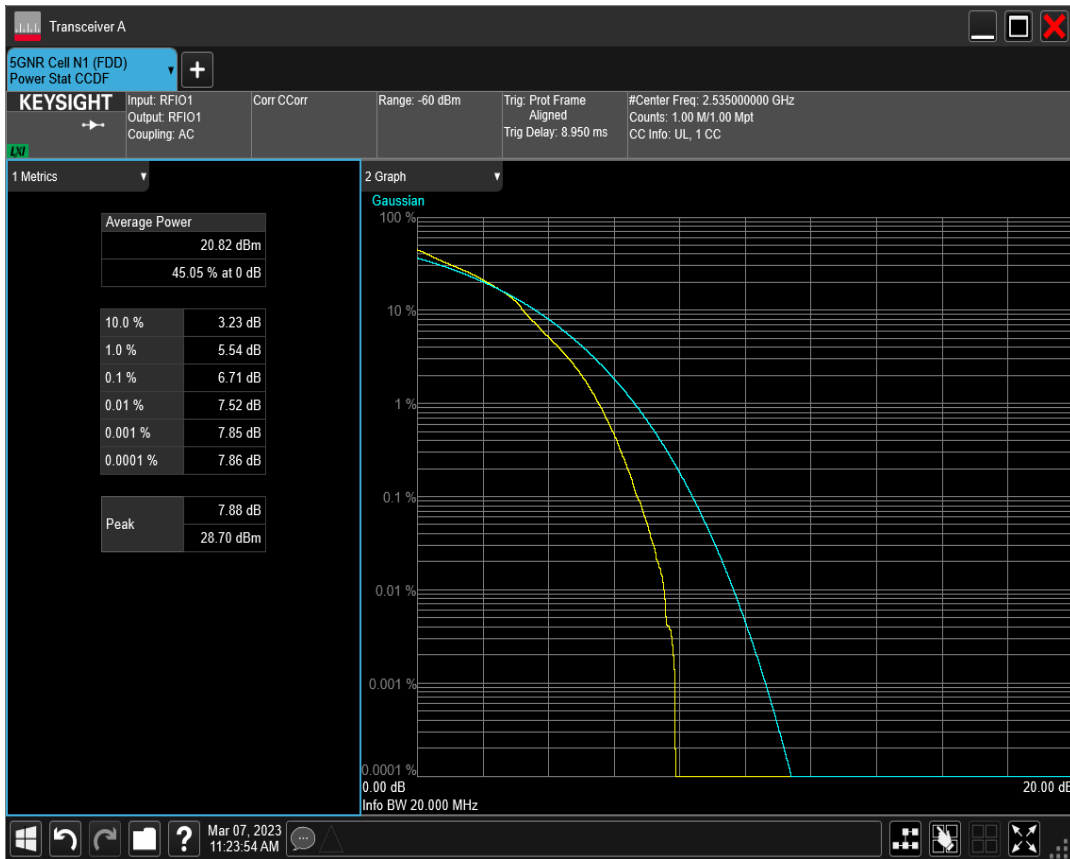 Transceiver A
5GNR Cell N1 (FDD)
Power Stat CCDF
+
KEYSIGHT
LXI
Input: RFIO1
Output: RFIO1
Coupling: AC
Corr CCorr
Range: -60 dBm
Trig: Prot Frame
Aligned
Trig Delay: 8.950 ms
#Center Freq: 2.535000000 GHz
Counts: 1.00 M/1.00 Mpt
CC Info: UL, 1 CC
1 Metrics
Average Power
20.82 dBm
45.05 % at 0 dB
10.0 % 3.23 dB
1.0 % 5.54 dB
0.1 % 6.71 dB
0.01 % 7.52 dB
0.001 % 7.85 dB
0.0001 % 7.86 dB
Peak
7.88 dB
28.70 dBm
2 Graph
Gaussian
100 %
10 %
1 %
0.1 %
0.01 %
0.001 %
0.0001 %
0.00 dB 20.00 dB
Info BW 20.000 MHz
? Mar 07, 2023
11:23:54 AM